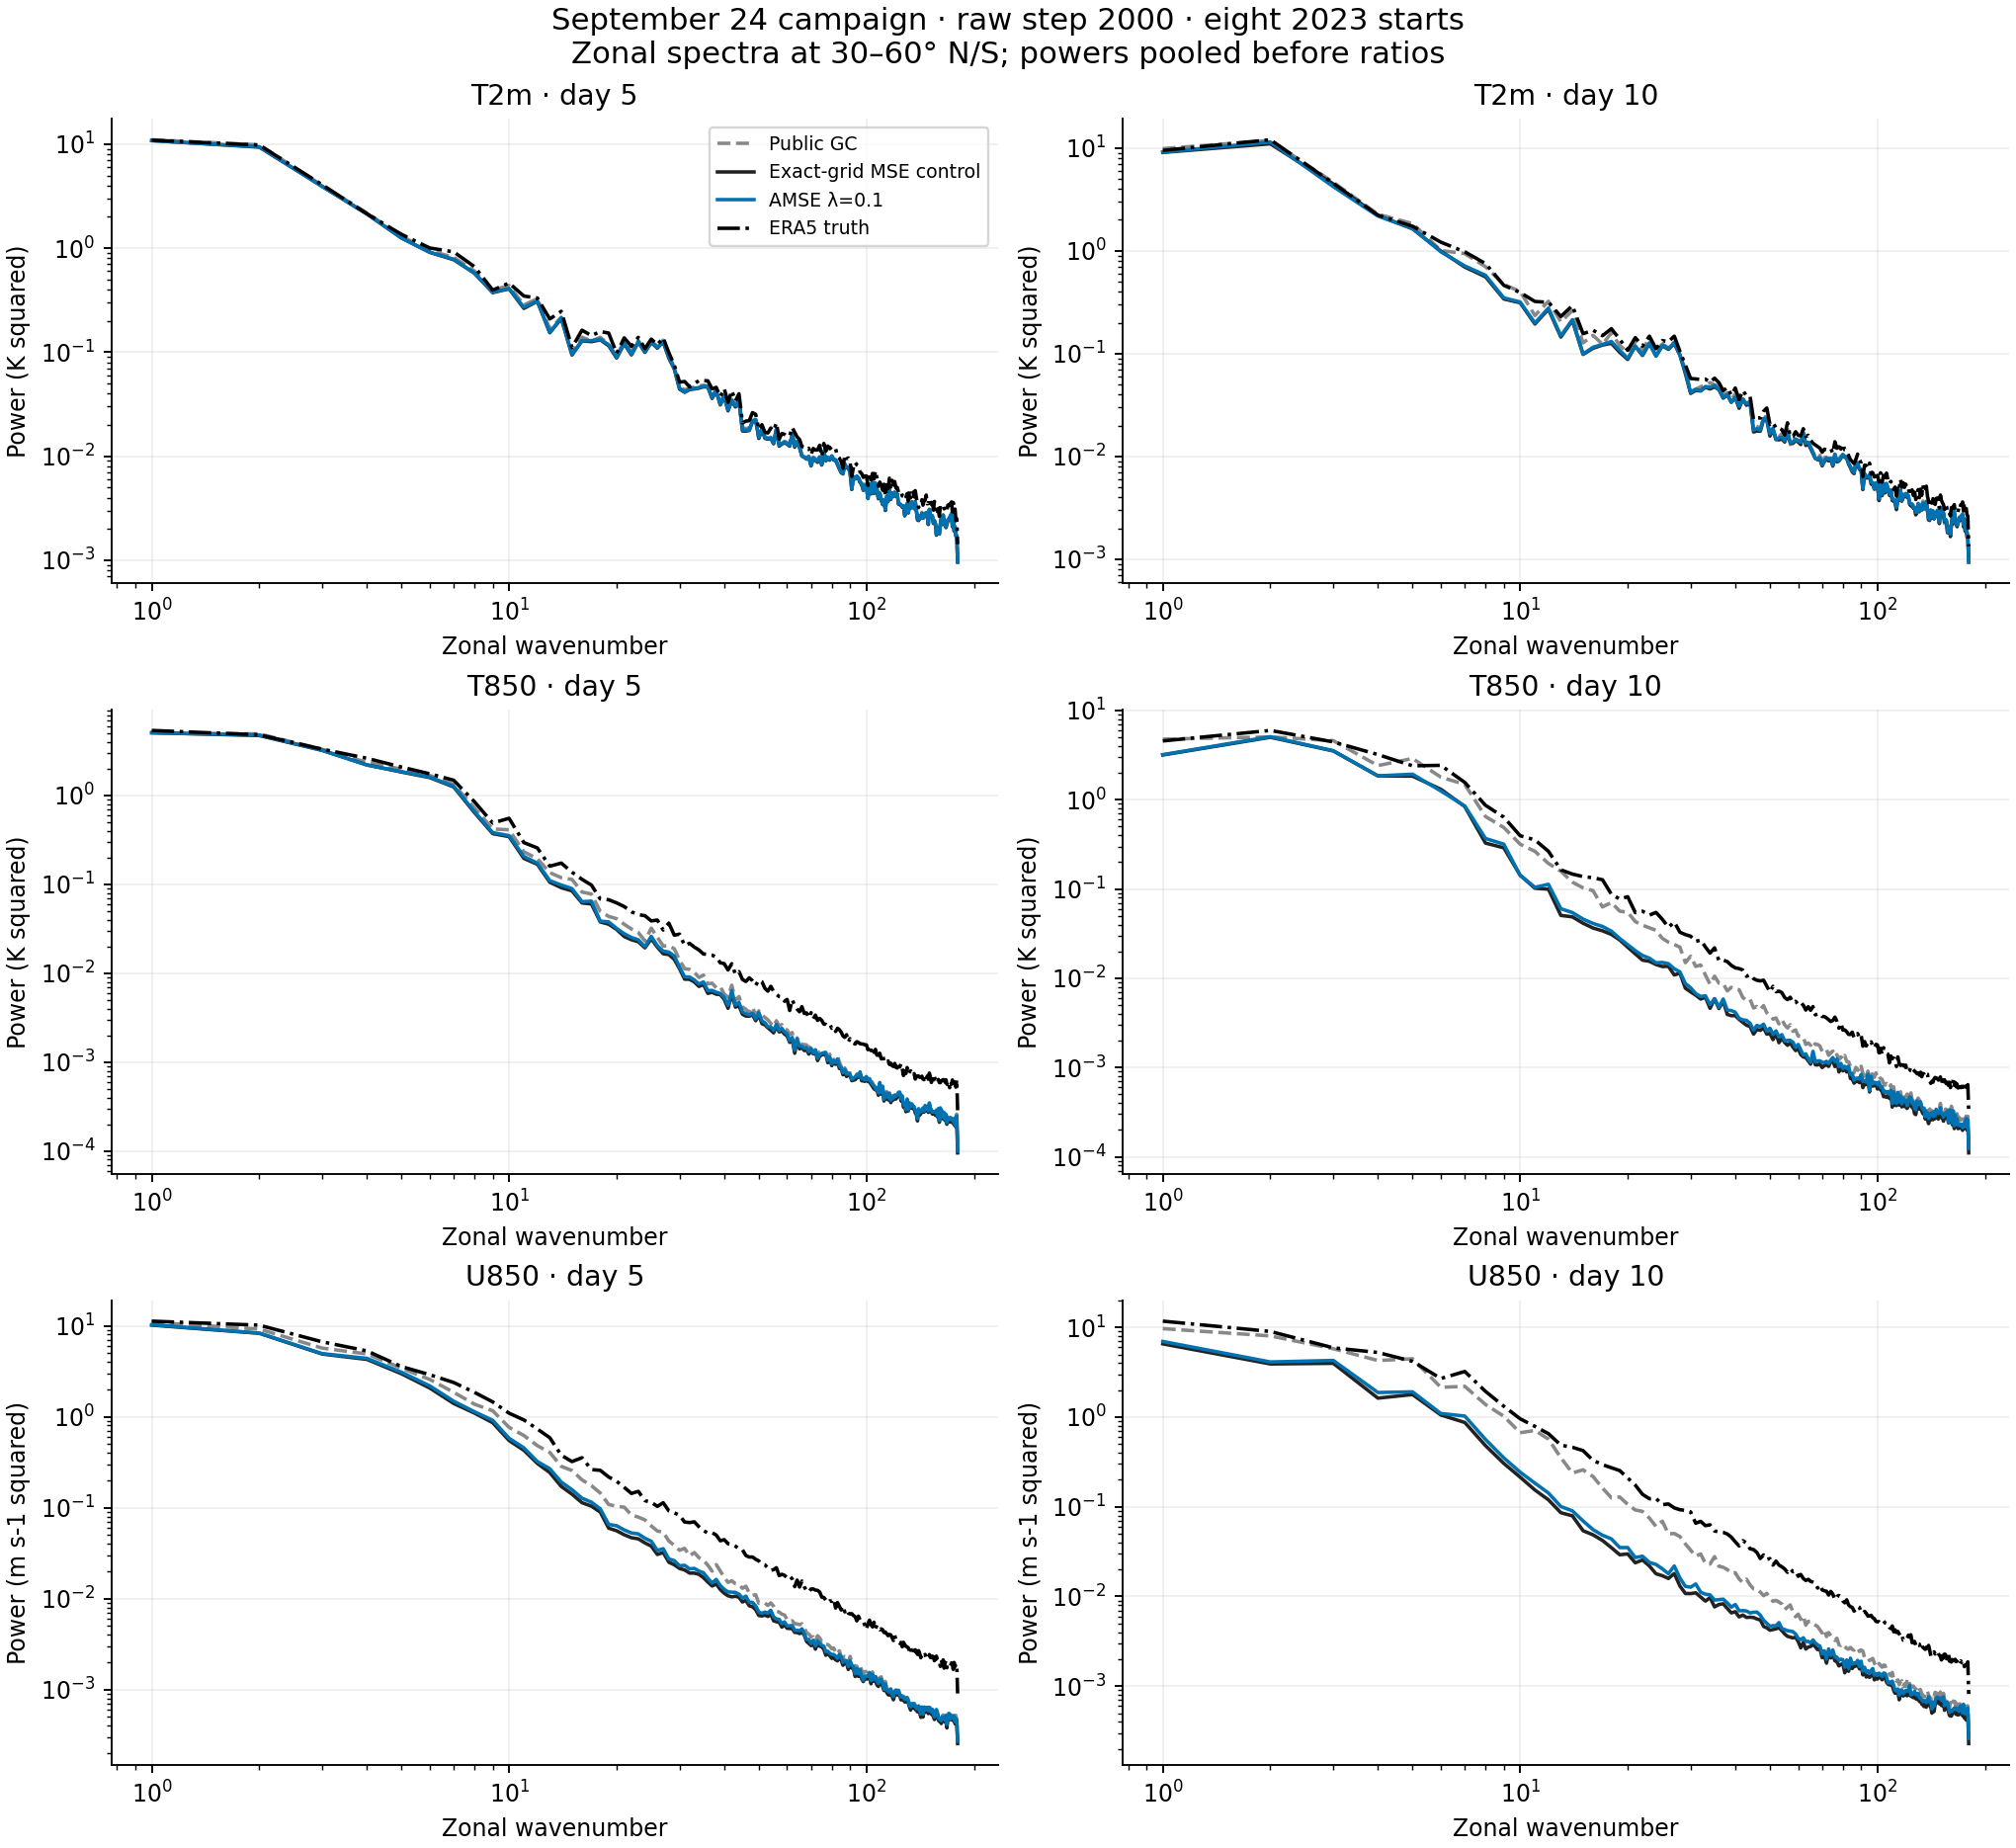 September 24 campaign · raw step 2000 · eight 2023 starts
Zonal spectra at 30–60° N/S; powers pooled before ratios
T2m · day 5
Power (K squared)
10¹
10⁰
10⁻¹
10⁻²
10⁻³
Public GC
Exact-grid MSE control
AMSE λ=0.1
ERA5 truth
10⁰ 10¹ 10²
Zonal wavenumber
T2m · day 10
Power (K squared)
10¹
10⁰
10⁻¹
10⁻²
10⁻³
10⁰ 10¹ 10²
Zonal wavenumber
T850 · day 5
Power (K squared)
10⁰
10⁻¹
10⁻²
10⁻³
10⁻⁴
10⁰ 10¹ 10²
Zonal wavenumber
T850 · day 10
Power (K squared)
10¹
10⁰
10⁻¹
10⁻²
10⁻³
10⁻⁴
10⁰ 10¹ 10²
Zonal wavenumber
U850 · day 5
Power (m s-1 squared)
10¹
10⁰
10⁻¹
10⁻²
10⁻³
10⁰ 10¹ 10²
Zonal wavenumber
U850 · day 10
Power (m s-1 squared)
10¹
10⁰
10⁻¹
10⁻²
10⁻³
10⁰ 10¹ 10²
Zonal wavenumber